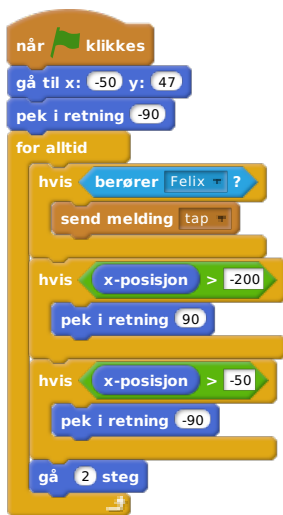 når klikkes
gå til x: -50 y: 47
pek i retning -90
for alltid
hvis berører Felix ?
send melding tap
hvis x-posisjon > -200
pek i retning 90
hvis x-posisjon > -50
pek i retning -90
gå 2 steg